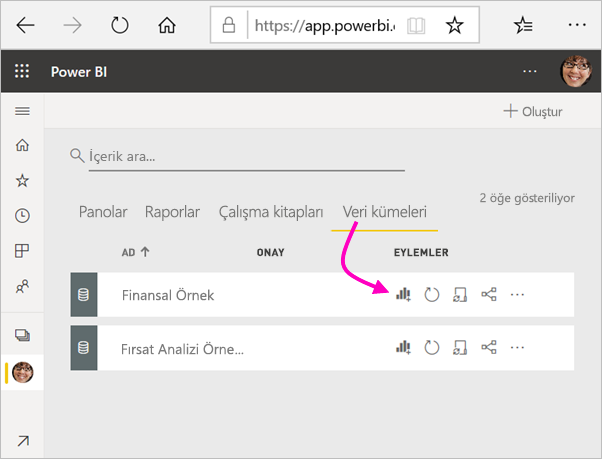 https://app.powerbi.
Power BI
Oluştur
İçerik ara...
2 öğe gösteriliyor
Panolar Raporlar Çalışma kitapları Veri kümeleri
AD ONAY EYLEMLER
Finansal Örnek
Fırsat Analizi Örne...